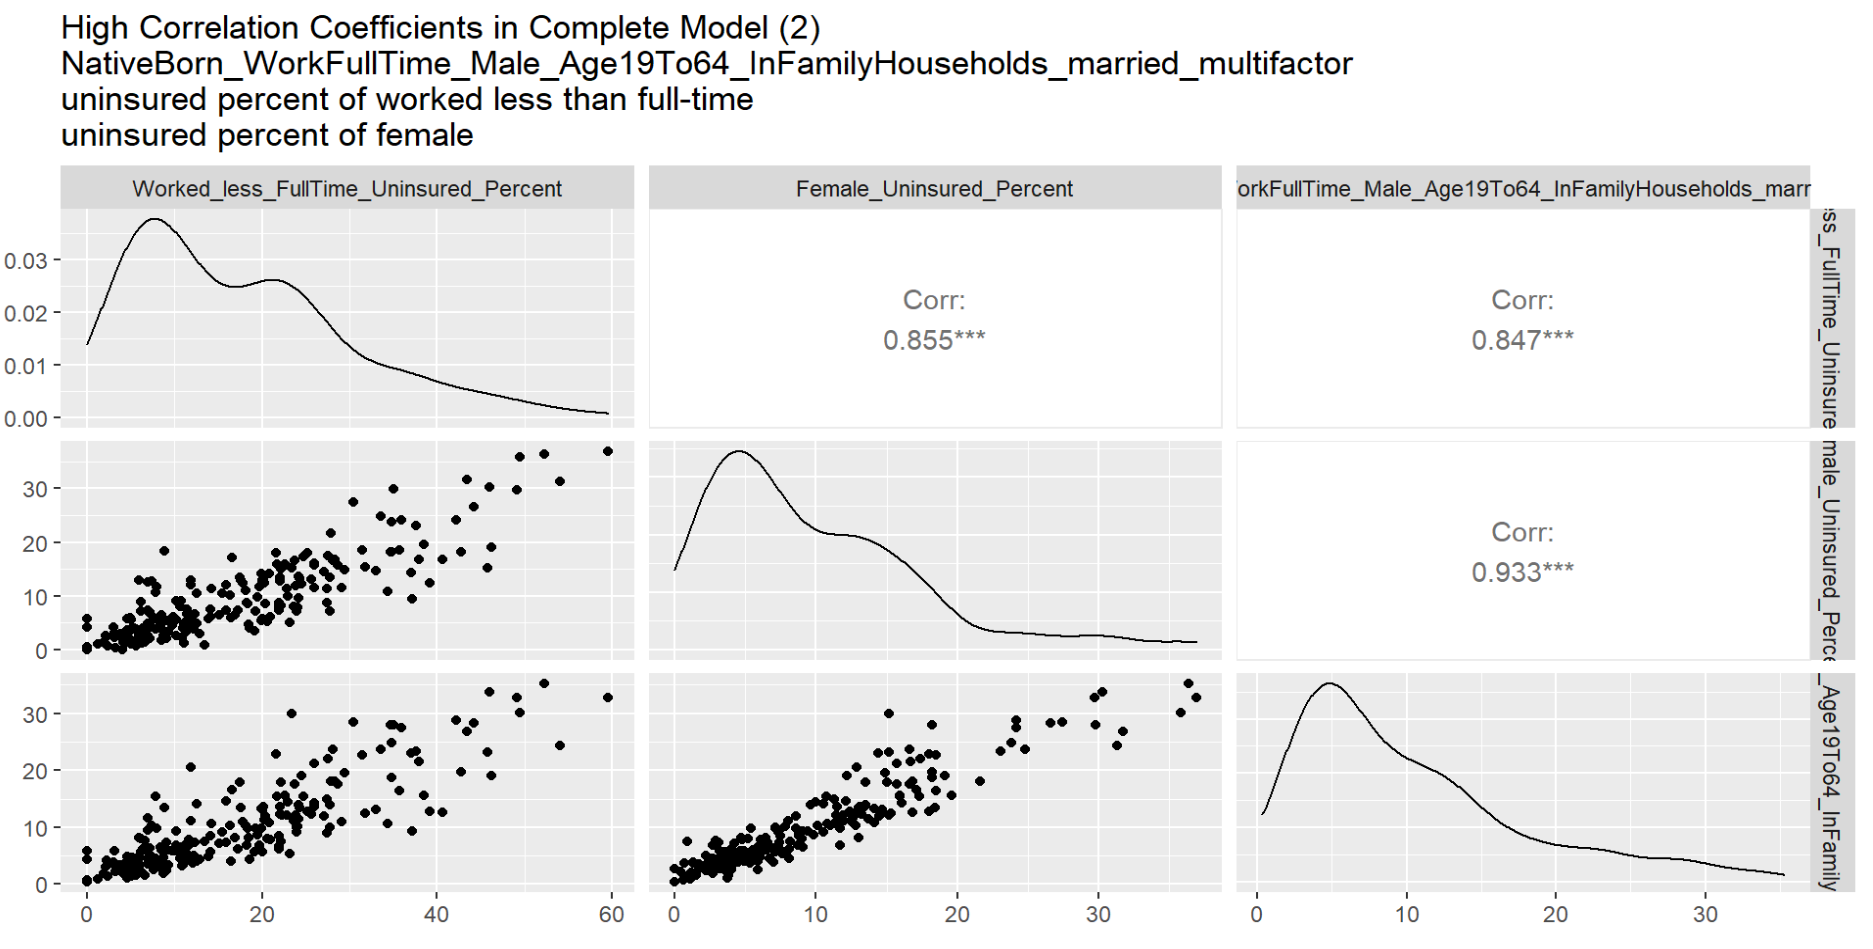 High Correlation Coefficients in Complete Model (2)
NativeBorn_WorkFullTime_Male_Age19To64_InFamilyHouseholds_married_multifactor
uninsured percent of worked less than full-time
uninsured percent of female
Worked_less_FullTime_Uninsured_Percent
Female_Uninsured_Percent
orkFullTime_Male_Age19To64_InFamilyHouseholds_marr
0.03
0.02
0.01
0.00
Corr:
0.855***
Corr:
0.847***
ss_FullTime_Uninsure
30
20
10
0
Corr:
0.933***
male_Uninsured_Perce
30
20
10
0
_Age19To64_InFamily
0
20
40
60
0
10
20
30
0
10
20
30